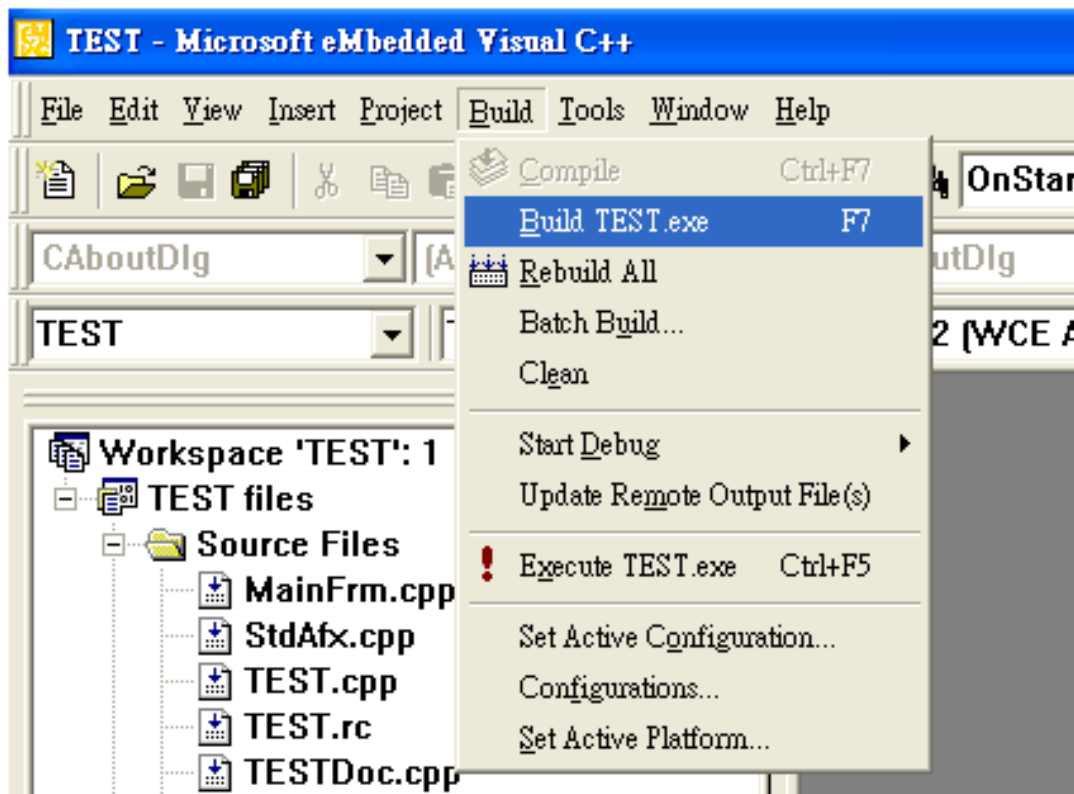 TEST - Microsoft eMbedded Visual C++
File Edit View Insert Project Build Tools Window Help
Compile Ctrl+F7
OnStar
Build TEST.exe F7
CAboutDlg
Rebuild All
TEST
Batch Build...
2 (WCE A
Clean
Start Debug
Workspace 'TEST': 1
Update Remote Output File(s)
TEST files
Source Files
Execute TEST.exe Ctrl+F5
MainFrm.cpp
StdAfx.cpp
Set Active Configuration...
TEST.cpp
Configurations...
TEST.rc
Set Active Platform...
TESTDoc.cpp